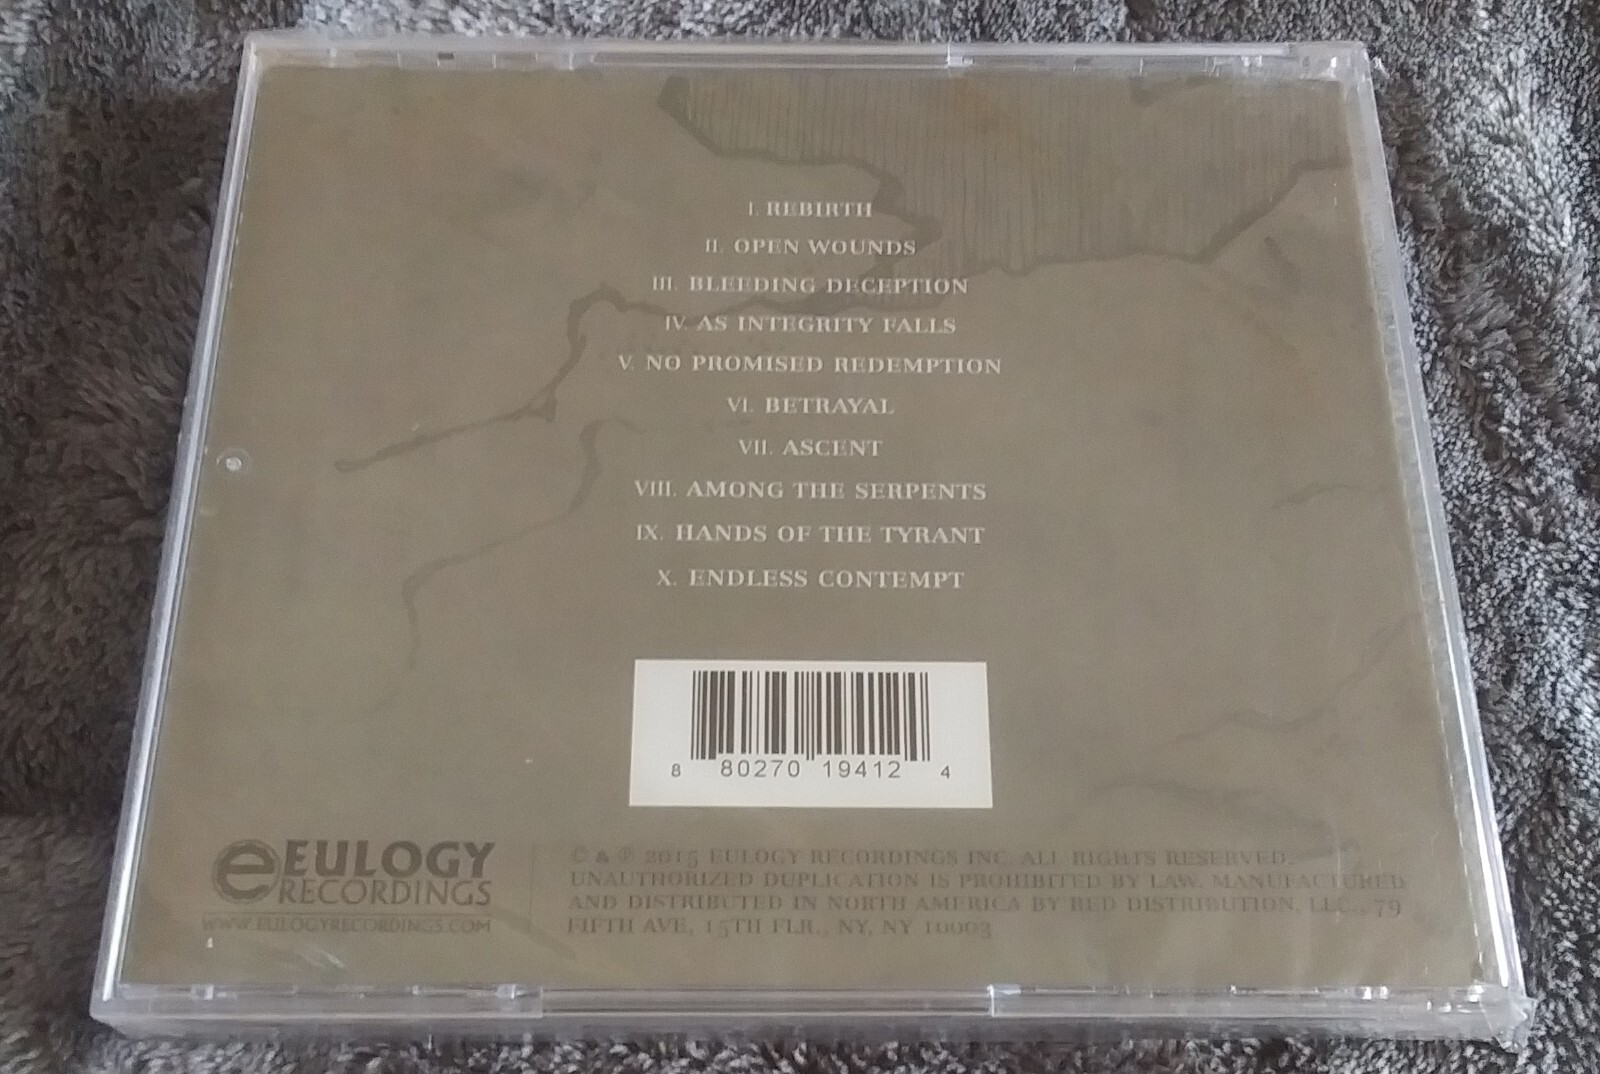 I. REBIRTH
II. OPEN WOUNDS
III. BLEEDING DECEPTION
IV. AS INTEGRITY FALLS
V. NO PROMISED REDEMPTION
VI. BETRAYAL
VII. ASCENT
VIII. AMONG THE SERPENTS
IX. HANDS OF THE TYRANT
X. ENDLESS CONTEMPT
8 80270 19412 4
e EULOGY
RECORDINGS
WWW.EULOGYRECORDINGS.COM
© & ℗ 2015 EULOGY RECORDINGS INC. ALL RIGHTS RESERVED.
UNAUTHORIZED DUPLICATION IS PROHIBITED BY LAW. MANUFACTURED
AND DISTRIBUTED IN NORTH AMERICA BY RED DISTRIBUTION, LLC., 79
FIFTH AVE, 15TH FLR., NY, NY 10003